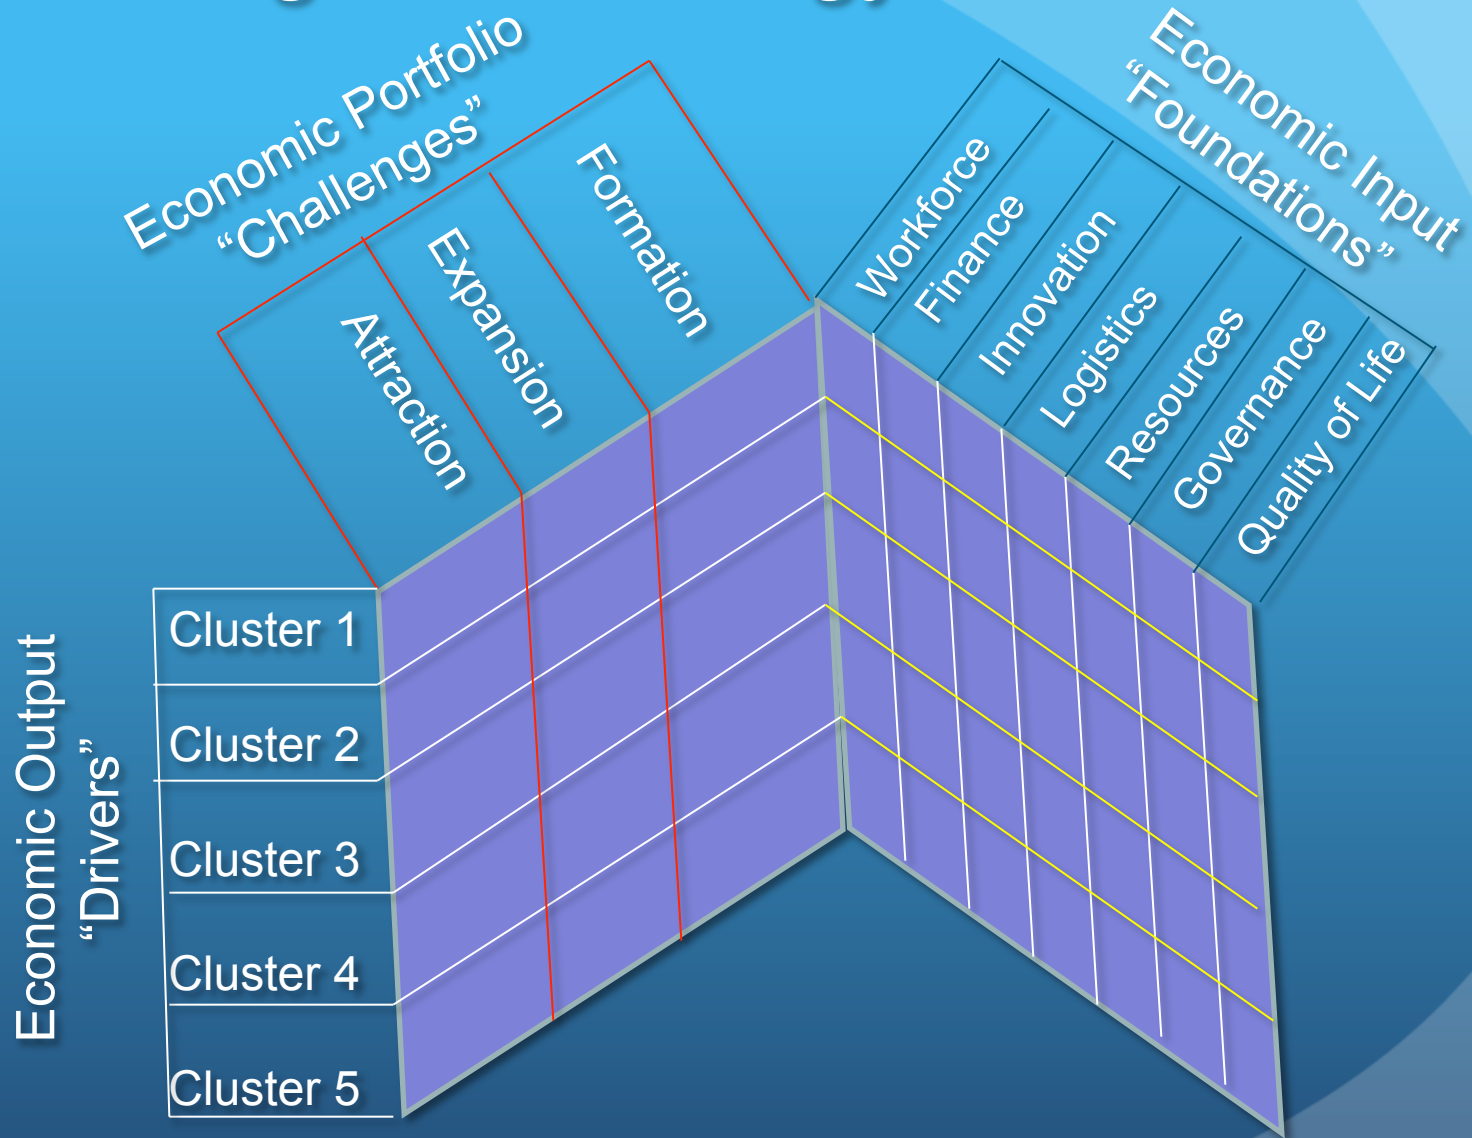 Economic Portfolio
“Challenges”
Attraction
Expansion
Formation
Economic Input
“Foundations”
Workforce
Finance
Innovation
Logistics
Resources
Governance
Quality of Life
Economic Output
“Drivers”
Cluster 1
Cluster 2
Cluster 3
Cluster 4
Cluster 5